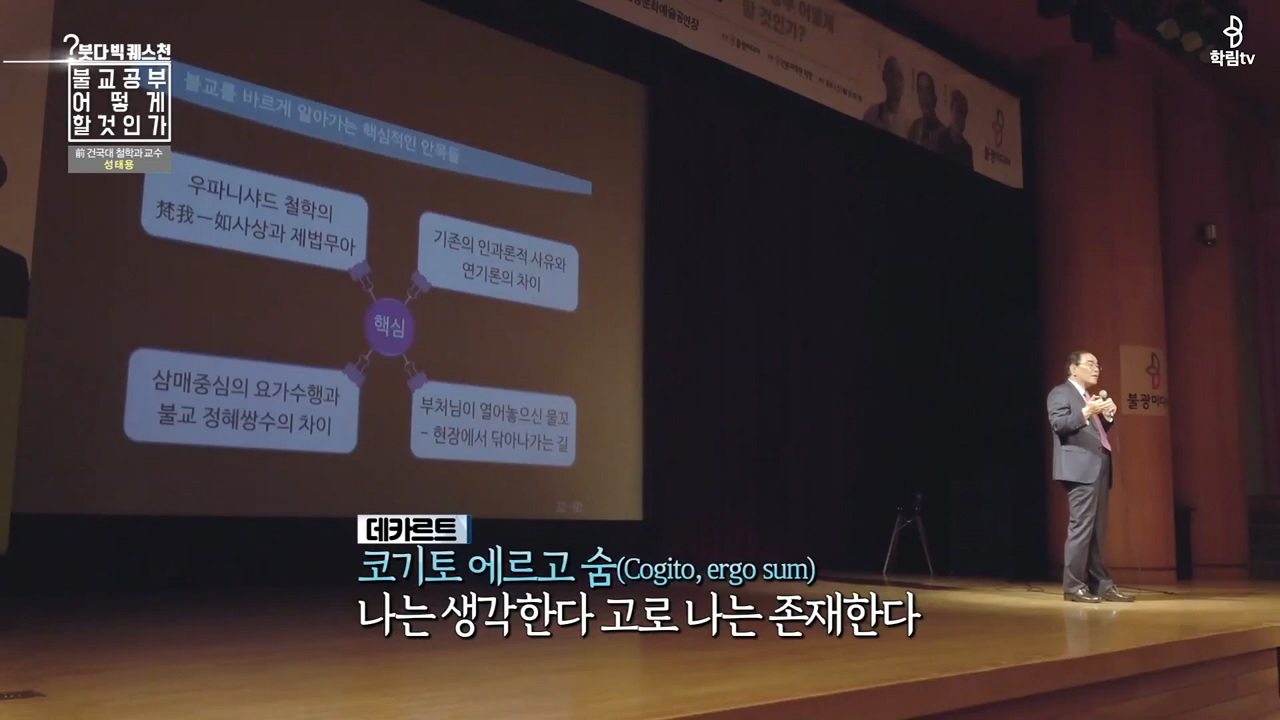 ?붓다 빅 퀘스천
불교공부
어떻게
할것인가
前 건국대 철학과 교수
성태용
학림tv
할 것인가?
불광미디어
불교를 바르게 알아가는 핵심적인 안목들
우파니샤드 철학의
梵我一如사상과 제법무아
기존의 인과론적 사유와
연기론의 차이
핵심
삼매중심의 요가수행과
불교 정혜쌍수의 차이
부처님이 열어놓으신 물꼬
- 현장에서 닦아나가는 길
데카르트
코기토 에르고 숨(Cogito, ergo sum)
나는 생각한다 고로 나는 존재한다